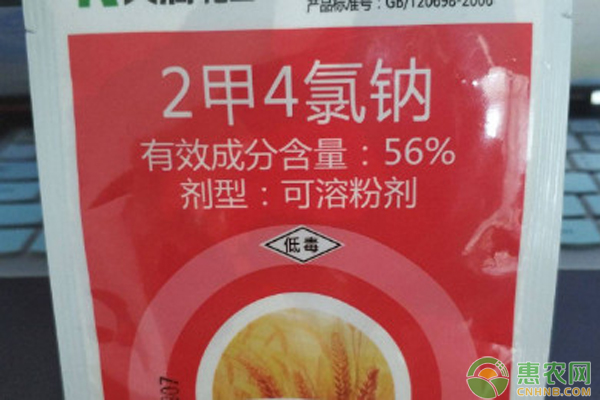 产品标准号：GB/T20698-2006
2甲4氯钠
有效成分含量：56%
剂型：可溶粉剂
低毒
惠农网
CNHNB.COM